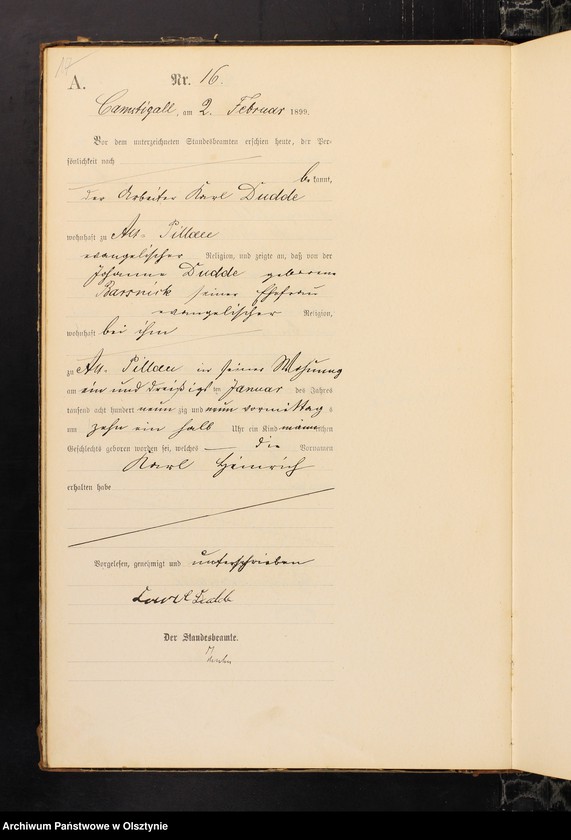 17
A.
Nr. 16.
Camstigall, am 2. Februar 1899.
Vor dem unterzeichneten Standesbeamten erschien heute, der Per-
sönlichkeit nach
bekannt,
der Arbeiter Karl Dudde
wohnhaft zu Alt-Pillau
evangelischer Religion, und zeigte an, daß von der
Johanne Dudde geborene
Barsnick seiner Ehefrau
evangelischer Religion,
wohnhaft bei ihm
zu Alt-Pillau in seiner Wohnung
am ein und dreißigsten Januar des Jahres
tausend acht hundert neunzig und neun vormittags
um zehn ein halb Uhr ein Kind männlichen
Geschlechts geboren worden sei, welches die Vornamen
Karl Heinrich
erhalten habe
Vorgelesen, genehmigt und unterschrieben
Der Standesbeamte.
Archiwum Państwowe w Olsztynie